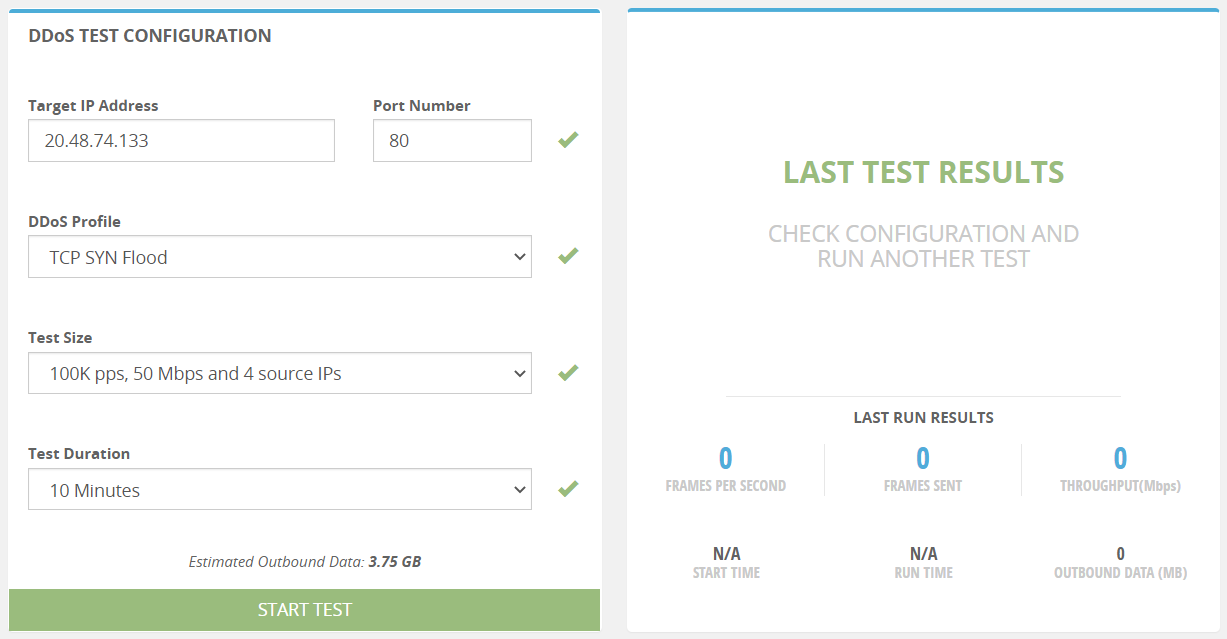 DDoS TEST CONFIGURATION
Target IP Address
Port Number
20.48.74.133
80
DDoS Profile
TCP SYN Flood
Test Size
100K pps, 50 Mbps and 4 source IPs
Test Duration
10 Minutes
Estimated Outbound Data: 3.75 GB
START TEST
LAST TEST RESULTS
CHECK CONFIGURATION AND
RUN ANOTHER TEST
LAST RUN RESULTS
0
FRAMES PER SECOND
0
FRAMES SENT
0
THROUGHPUT(Mbps)
N/A
START TIME
N/A
RUN TIME
0
OUTBOUND DATA (MB)